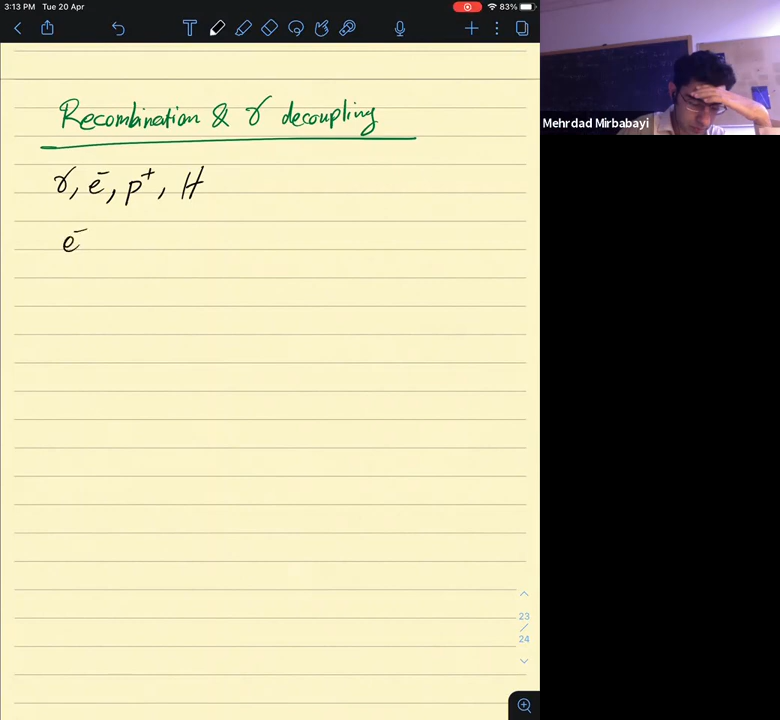 3:13 PM Tue 20 Apr
83%
T
Recombination & γ decoupling
γ, e⁻, p⁺, H
e⁻
Mehrdad Mirbabayi
23
/
24